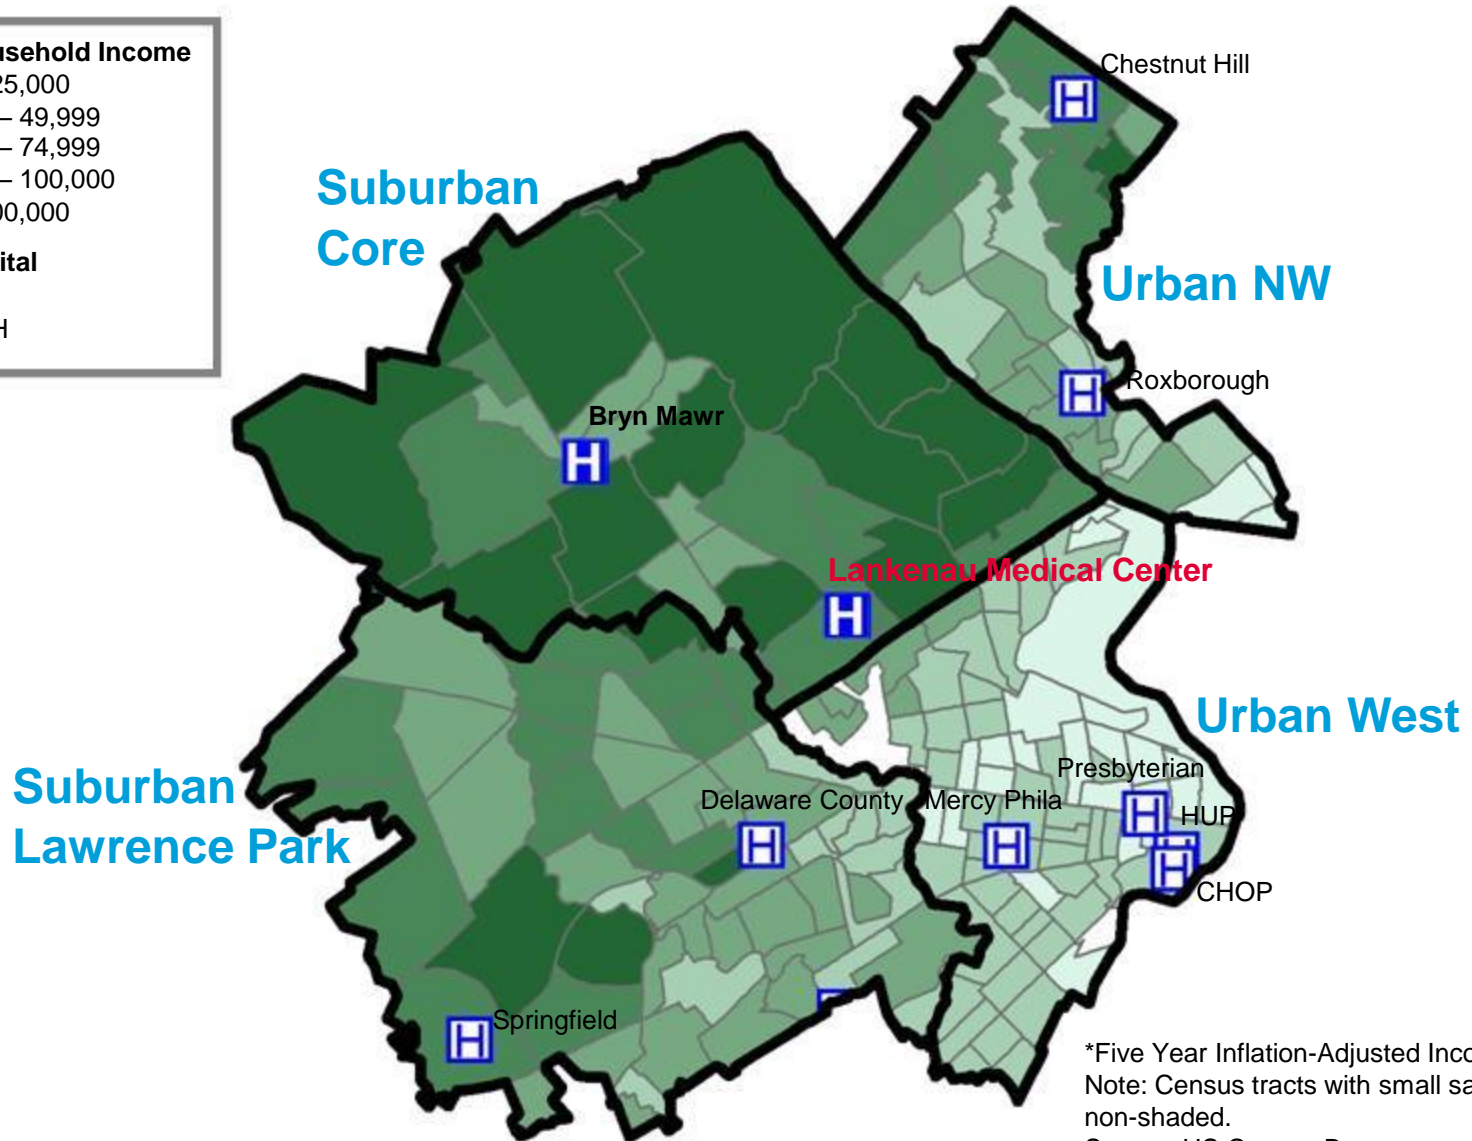 Household Income
25,000
– 49,999
– 74,999
– 100,000
00,000
ital
H
Suburban
Core
Chestnut Hill
H
Urban NW
Roxborough
H
Bryn Mawr
H
Lankenau Medical Center
H
Urban West
Suburban
Lawrence Park
Presbyterian
Delaware County
Mercy Phila
HUP
H
H
H
H
CHOP
Springfield
H
*Five Year Inflation-Adjusted Inco
Note: Census tracts with small sa
non-shaded.